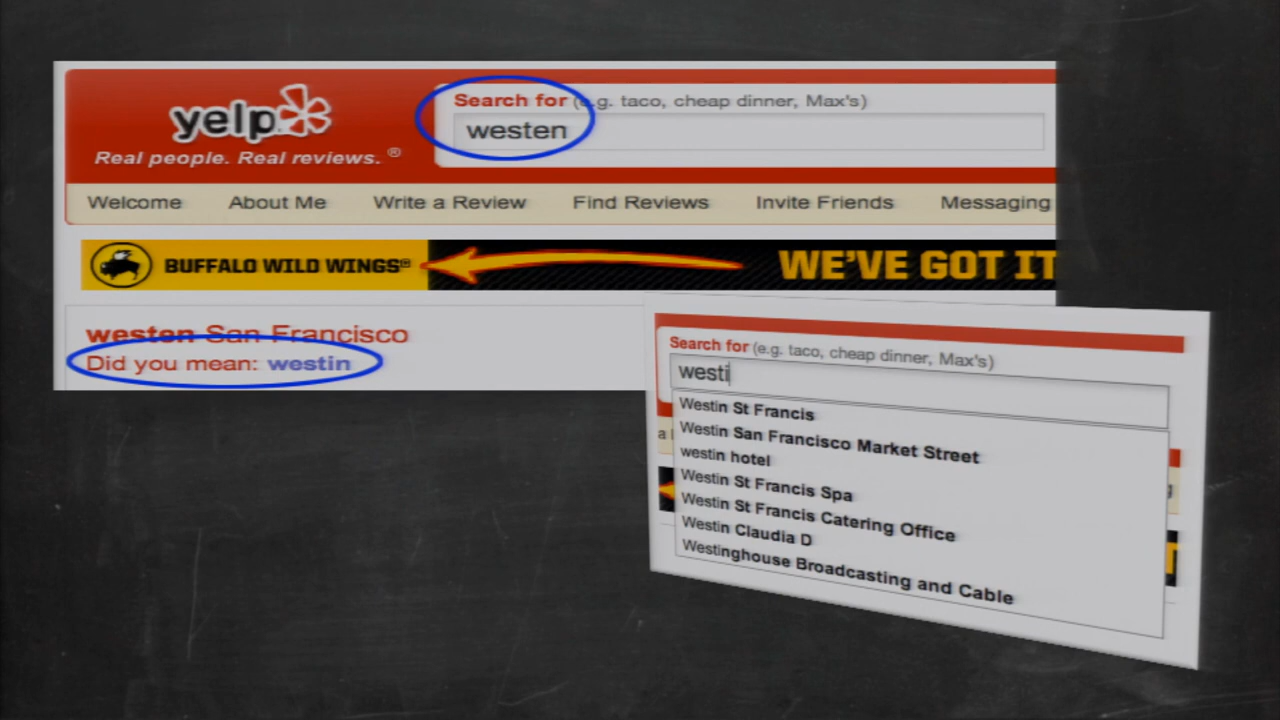 yelp
Real people. Real reviews. ®
Search for (e.g. taco, cheap dinner, Max's)
westen
Welcome About Me Write a Review Find Reviews Invite Friends Messaging
BUFFALO WILD WINGS® WE'VE GOT IT
westen San Francisco
Did you mean: westin
Search for (e.g. taco, cheap dinner, Max's)
westi
Westin St Francis
Westin San Francisco Market Street
westin hotel
Westin St Francis Spa
Westin St Francis Catering Office
Westin Claudia D
Westinghouse Broadcasting and Cable